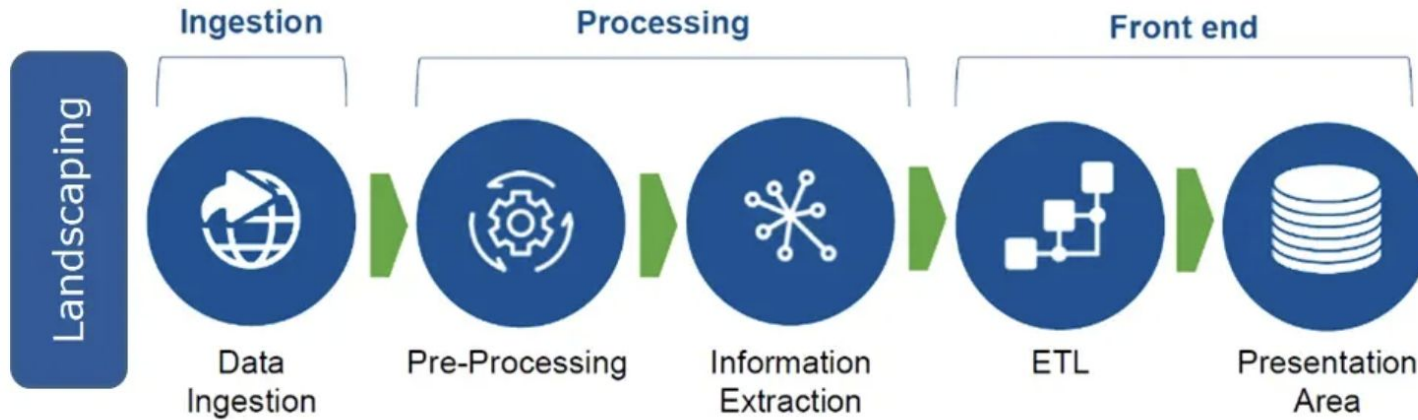 Ingestion
Processing
Front end
Landscaping
Data
Ingestion
Pre-Processing
Information
Extraction
ETL
Presentation
Area